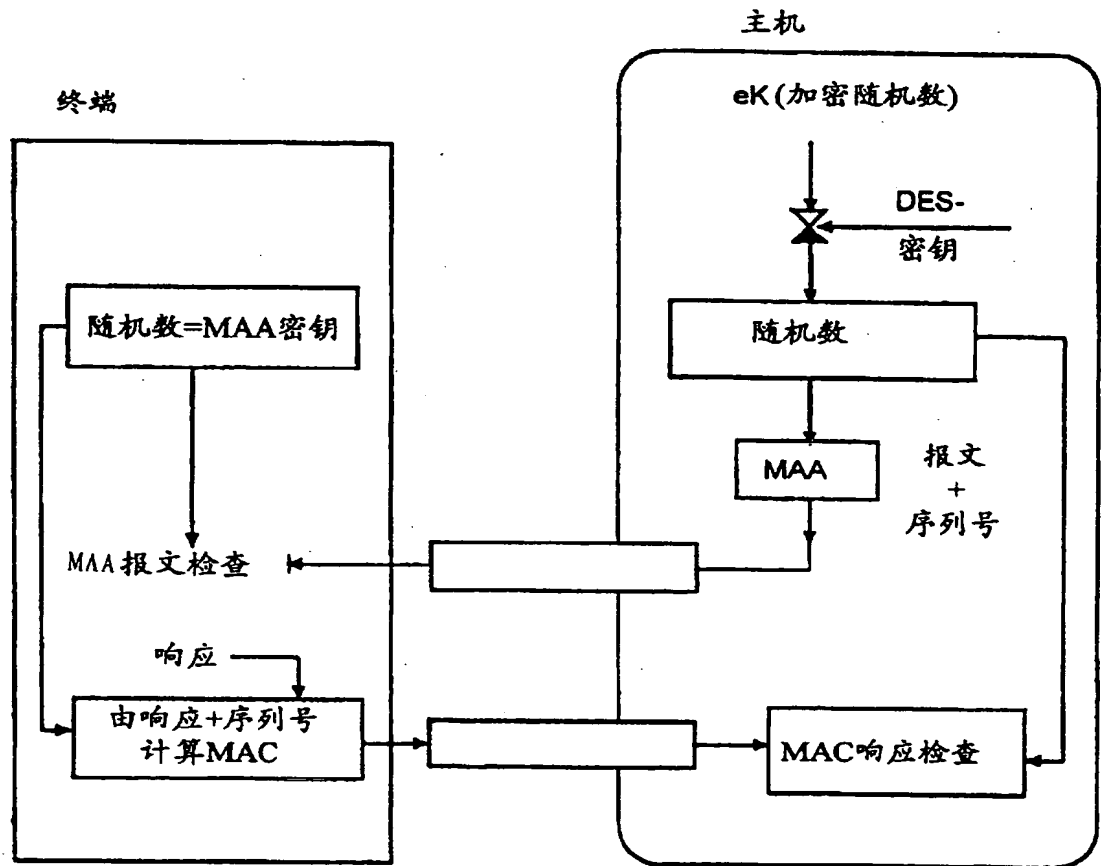 主机
终端
eK(加密随机数)
DES-
密钥
随机数=MAA密钥
随机数
MAA
报文
+
序列号
MAA报文检查
响应
由响应+序列号
计算MAC
MAC响应检查